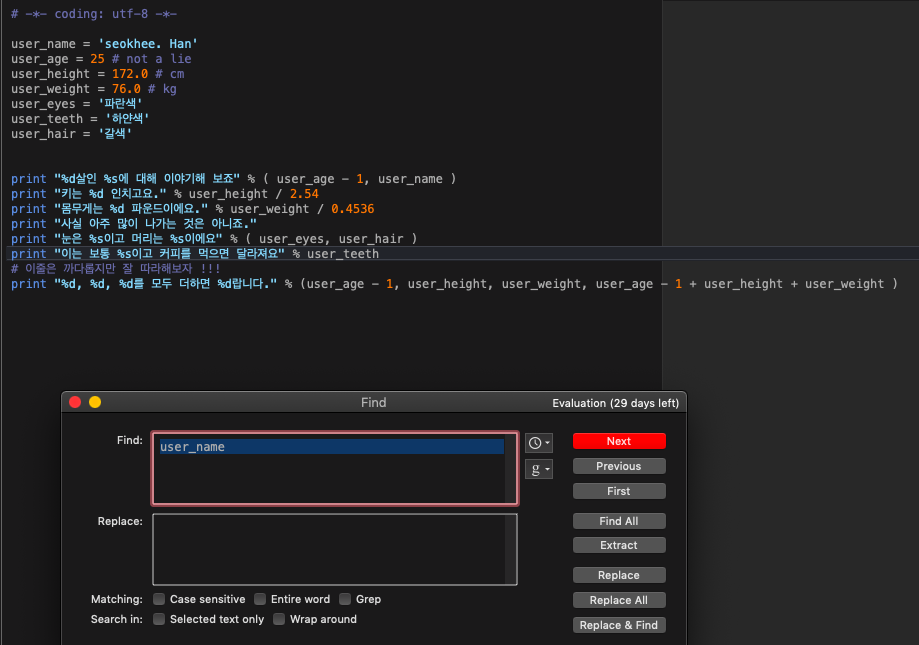 # -*- coding: utf-8 -*-
user_name = 'seokhee. Han'
user_age = 25 # not a lie
user_height = 172.0 # cm
user_weight = 76.0 # kg
user_eyes = '파란색'
user_teeth = '하얀색'
user_hair = '갈색'
print "%d살인 %s에 대해 이야기해 보죠" % ( user_age - 1, user_name )
print "키는 %d 인치고요." % user_height / 2.54
print "몸무게는 %d 파운드이에요." % user_weight / 0.4536
print "사실 아주 많이 나가는 것은 아니죠."
print "눈은 %s이고 머리는 %s이에요" % ( user_eyes, user_hair )
print "이는 보통 %s이고 커피를 먹으면 달라져요" % user_teeth
# 이줄은 까다롭지만 잘 따라해보자 !!!
print "%d, %d, %d를 모두 더하면 %d랍니다." % (user_age - 1, user_height, user_weight, user_age - 1 + user_height + user_weight )
Find Evaluation (29 days left)
Find: user_name Next
g Previous
First
Replace: Find All
Extract
Replace
Matching: Case sensitive Entire word Grep Replace All
Search in: Selected text only Wrap around Replace & Find